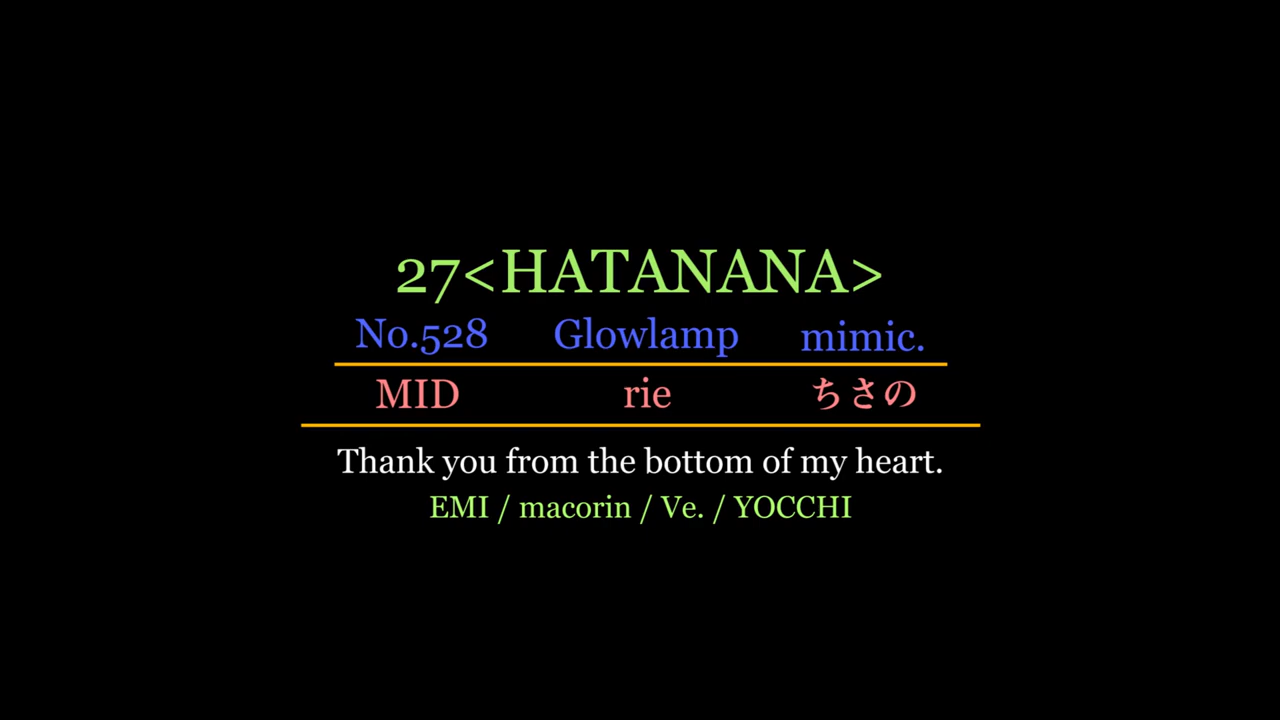 27<HATANANA>
No.528 Glowlamp mimic.
MID rie ちさの
Thank you from the bottom of my heart.
EMI / macorin / Ve. / YOCCHI